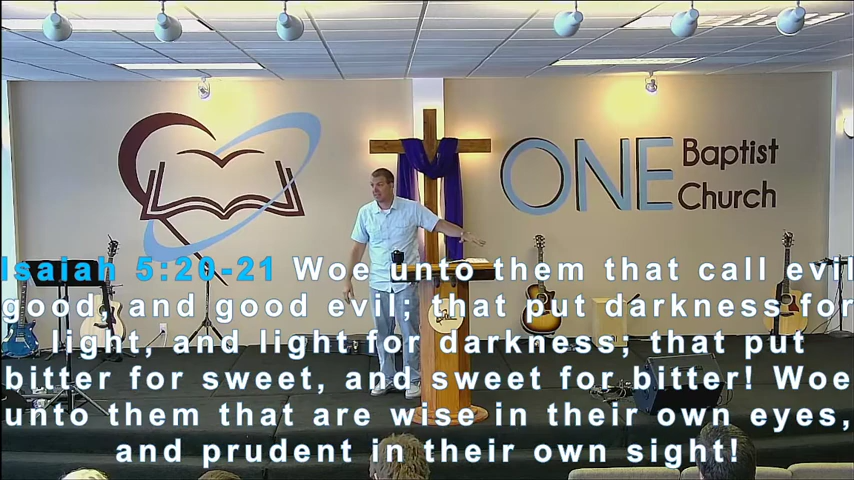 ONE Baptist
Church
Isaiah 5:20-21 Woe unto them that call evil
good, and good evil; that put darkness for
light, and light for darkness; that put
bitter for sweet, and sweet for bitter! Woe
unto them that are wise in their own eyes,
and prudent in their own sight!